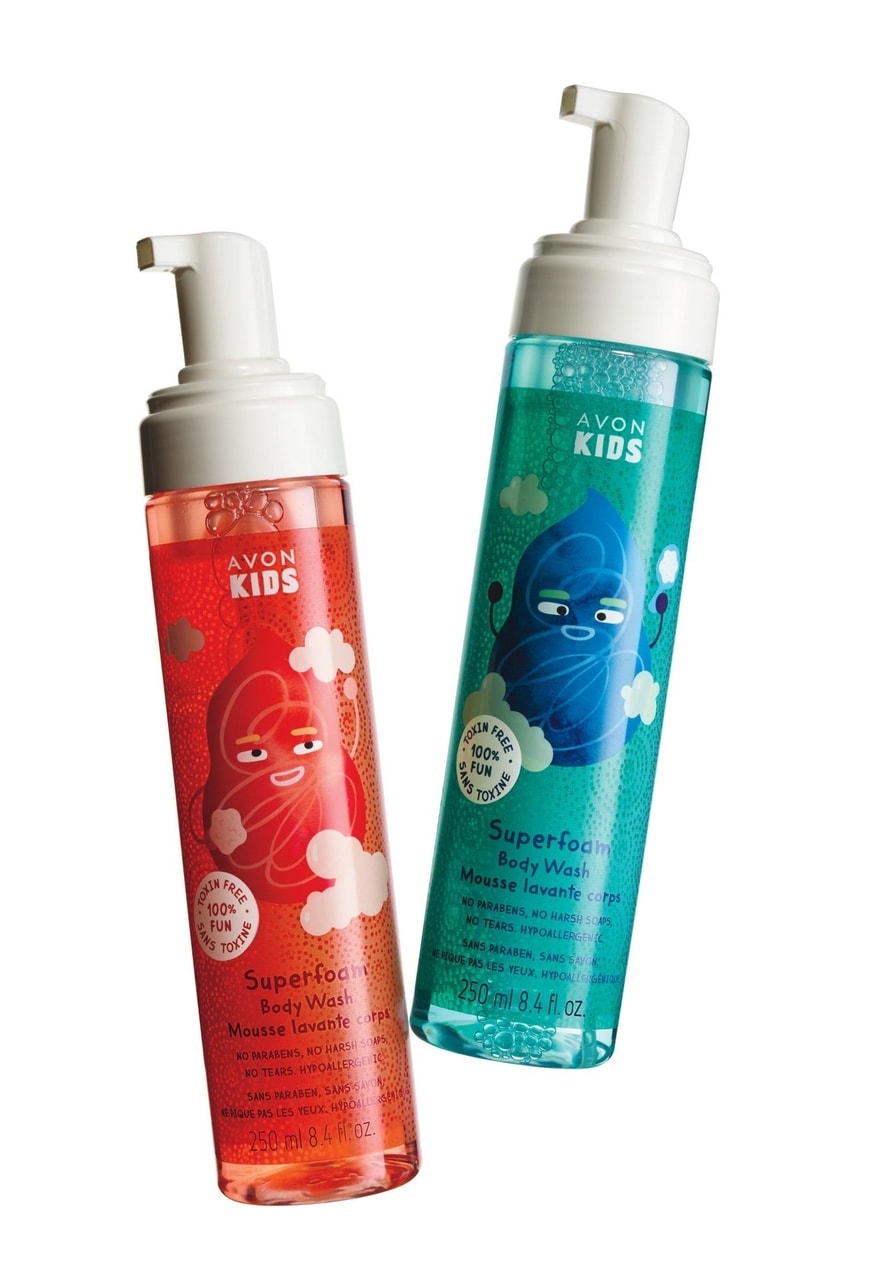 AVON
KIDS
TOXIN FREE
100%
FUN
SANS TOXINE
Superfoam
Body Wash
Mousse lavante corps
NO PARABENS, NO HARSH SOAPS,
NO TEARS. HYPOALLERGENIC.
SANS PARABEN, SANS SAVON,
NE PIQUE PAS LES YEUX. HYPOALLERGÉNIQUE
250 ml 8.4 fl. oz.
AVON
KIDS
TOXIN FREE
100%
FUN
SANS TOXINE
Superfoam
Body Wash
Mousse lavante corps
NO PARABENS, NO HARSH SOAPS,
NO TEARS. HYPOALLERGENIC.
SANS PARABEN, SANS SAVON,
NE PIQUE PAS LES YEUX. HYPOALLERGÉNIQUE
250 ml 8.4 fl. oz.